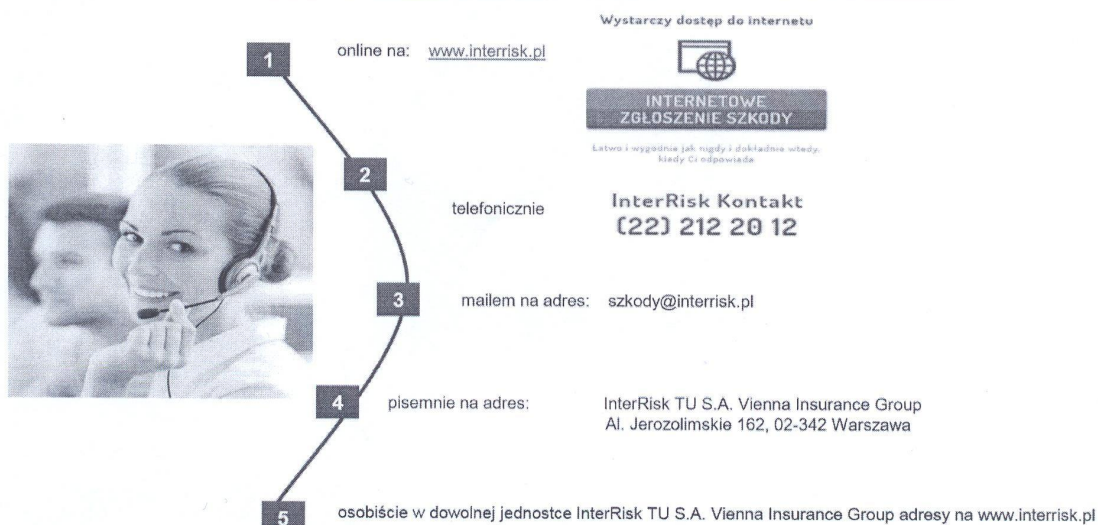 Wystarczy dostęp do internetu
1
online na: www.interrisk.pl
INTERNETOWE
ZGŁOSZENIE SZKODY
Łatwo i wygodnie jak nigdy i dokładnie wtedy,
kiedy Ci odpowiada
2
telefonicznie
InterRisk Kontakt
(22) 212 20 12
3
mailem na adres: szkody@interrisk.pl
4
pisemnie na adres:
InterRisk TU S.A. Vienna Insurance Group
Al. Jerozolimskie 162, 02-342 Warszawa
5
osobiście w dowolnej jednostce InterRisk TU S.A. Vienna Insurance Group adresy na www.interrisk.pl